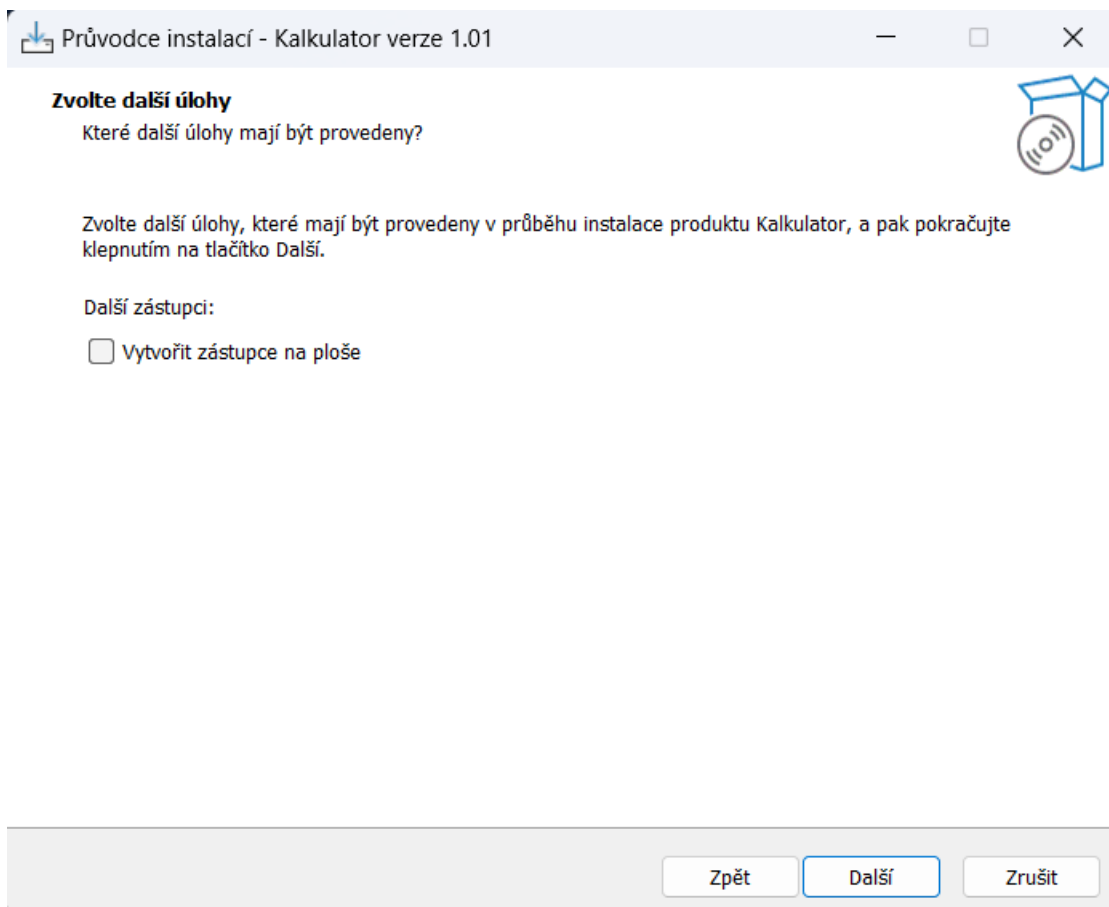 Průvodce instalací - Kalkulator verze 1.01
Zvolte další úlohy
Které další úlohy mají být provedeny?
Zvolte další úlohy, které mají být provedeny v průběhu instalace produktu Kalkulator, a pak pokračujte
klepnutím na tlačítko Další.
Další zástupci:
Vytvořit zástupce na ploše
Zpět Další Zrušit